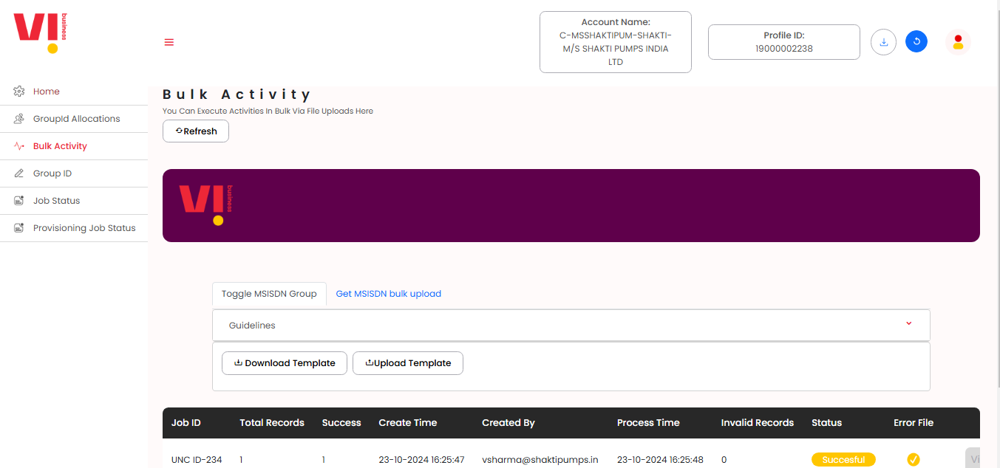 VI business
Account Name:
C-MSSHAKTIPUM-SHAKTI-
M/S SHAKTI PUMPS INDIA
LTD
Profile ID:
19000002238
Home
GroupId Allocations
Bulk Activity
Group ID
Job Status
Provisioning Job Status
Bulk Activity
You Can Execute Activities In Bulk Via File Uploads Here
Refresh
VI business
Toggle MSISDN Group Get MSISDN bulk upload
Guidelines
Download Template Upload Template
Job ID Total Records Success Create Time Created By Process Time Invalid Records Status Error File
UNC ID-234 1 1 23-10-2024 16:25:47 vsharma@shaktipumps.in 23-10-2024 16:25:48 0 Succesful